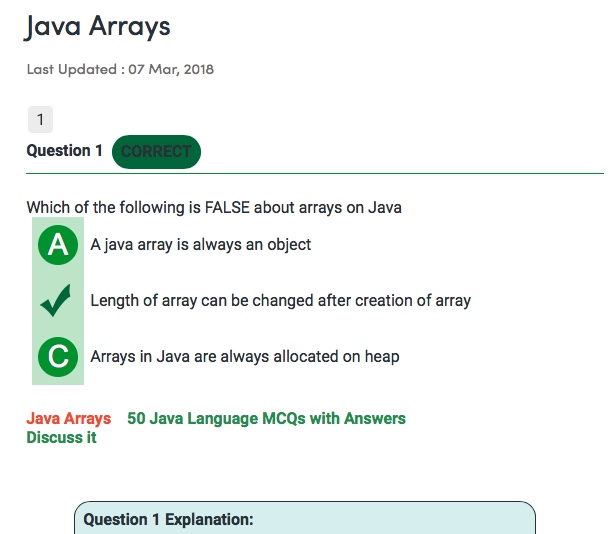 Java Arrays
Last Updated : 07 Mar, 2018
1
Question 1 CORRECT
Which of the following is FALSE about arrays on Java
A A java array is always an object
Length of array can be changed after creation of array
C Arrays in Java are always allocated on heap
Java Arrays 50 Java Language MCQs with Answers
Discuss it
Question 1 Explanation: